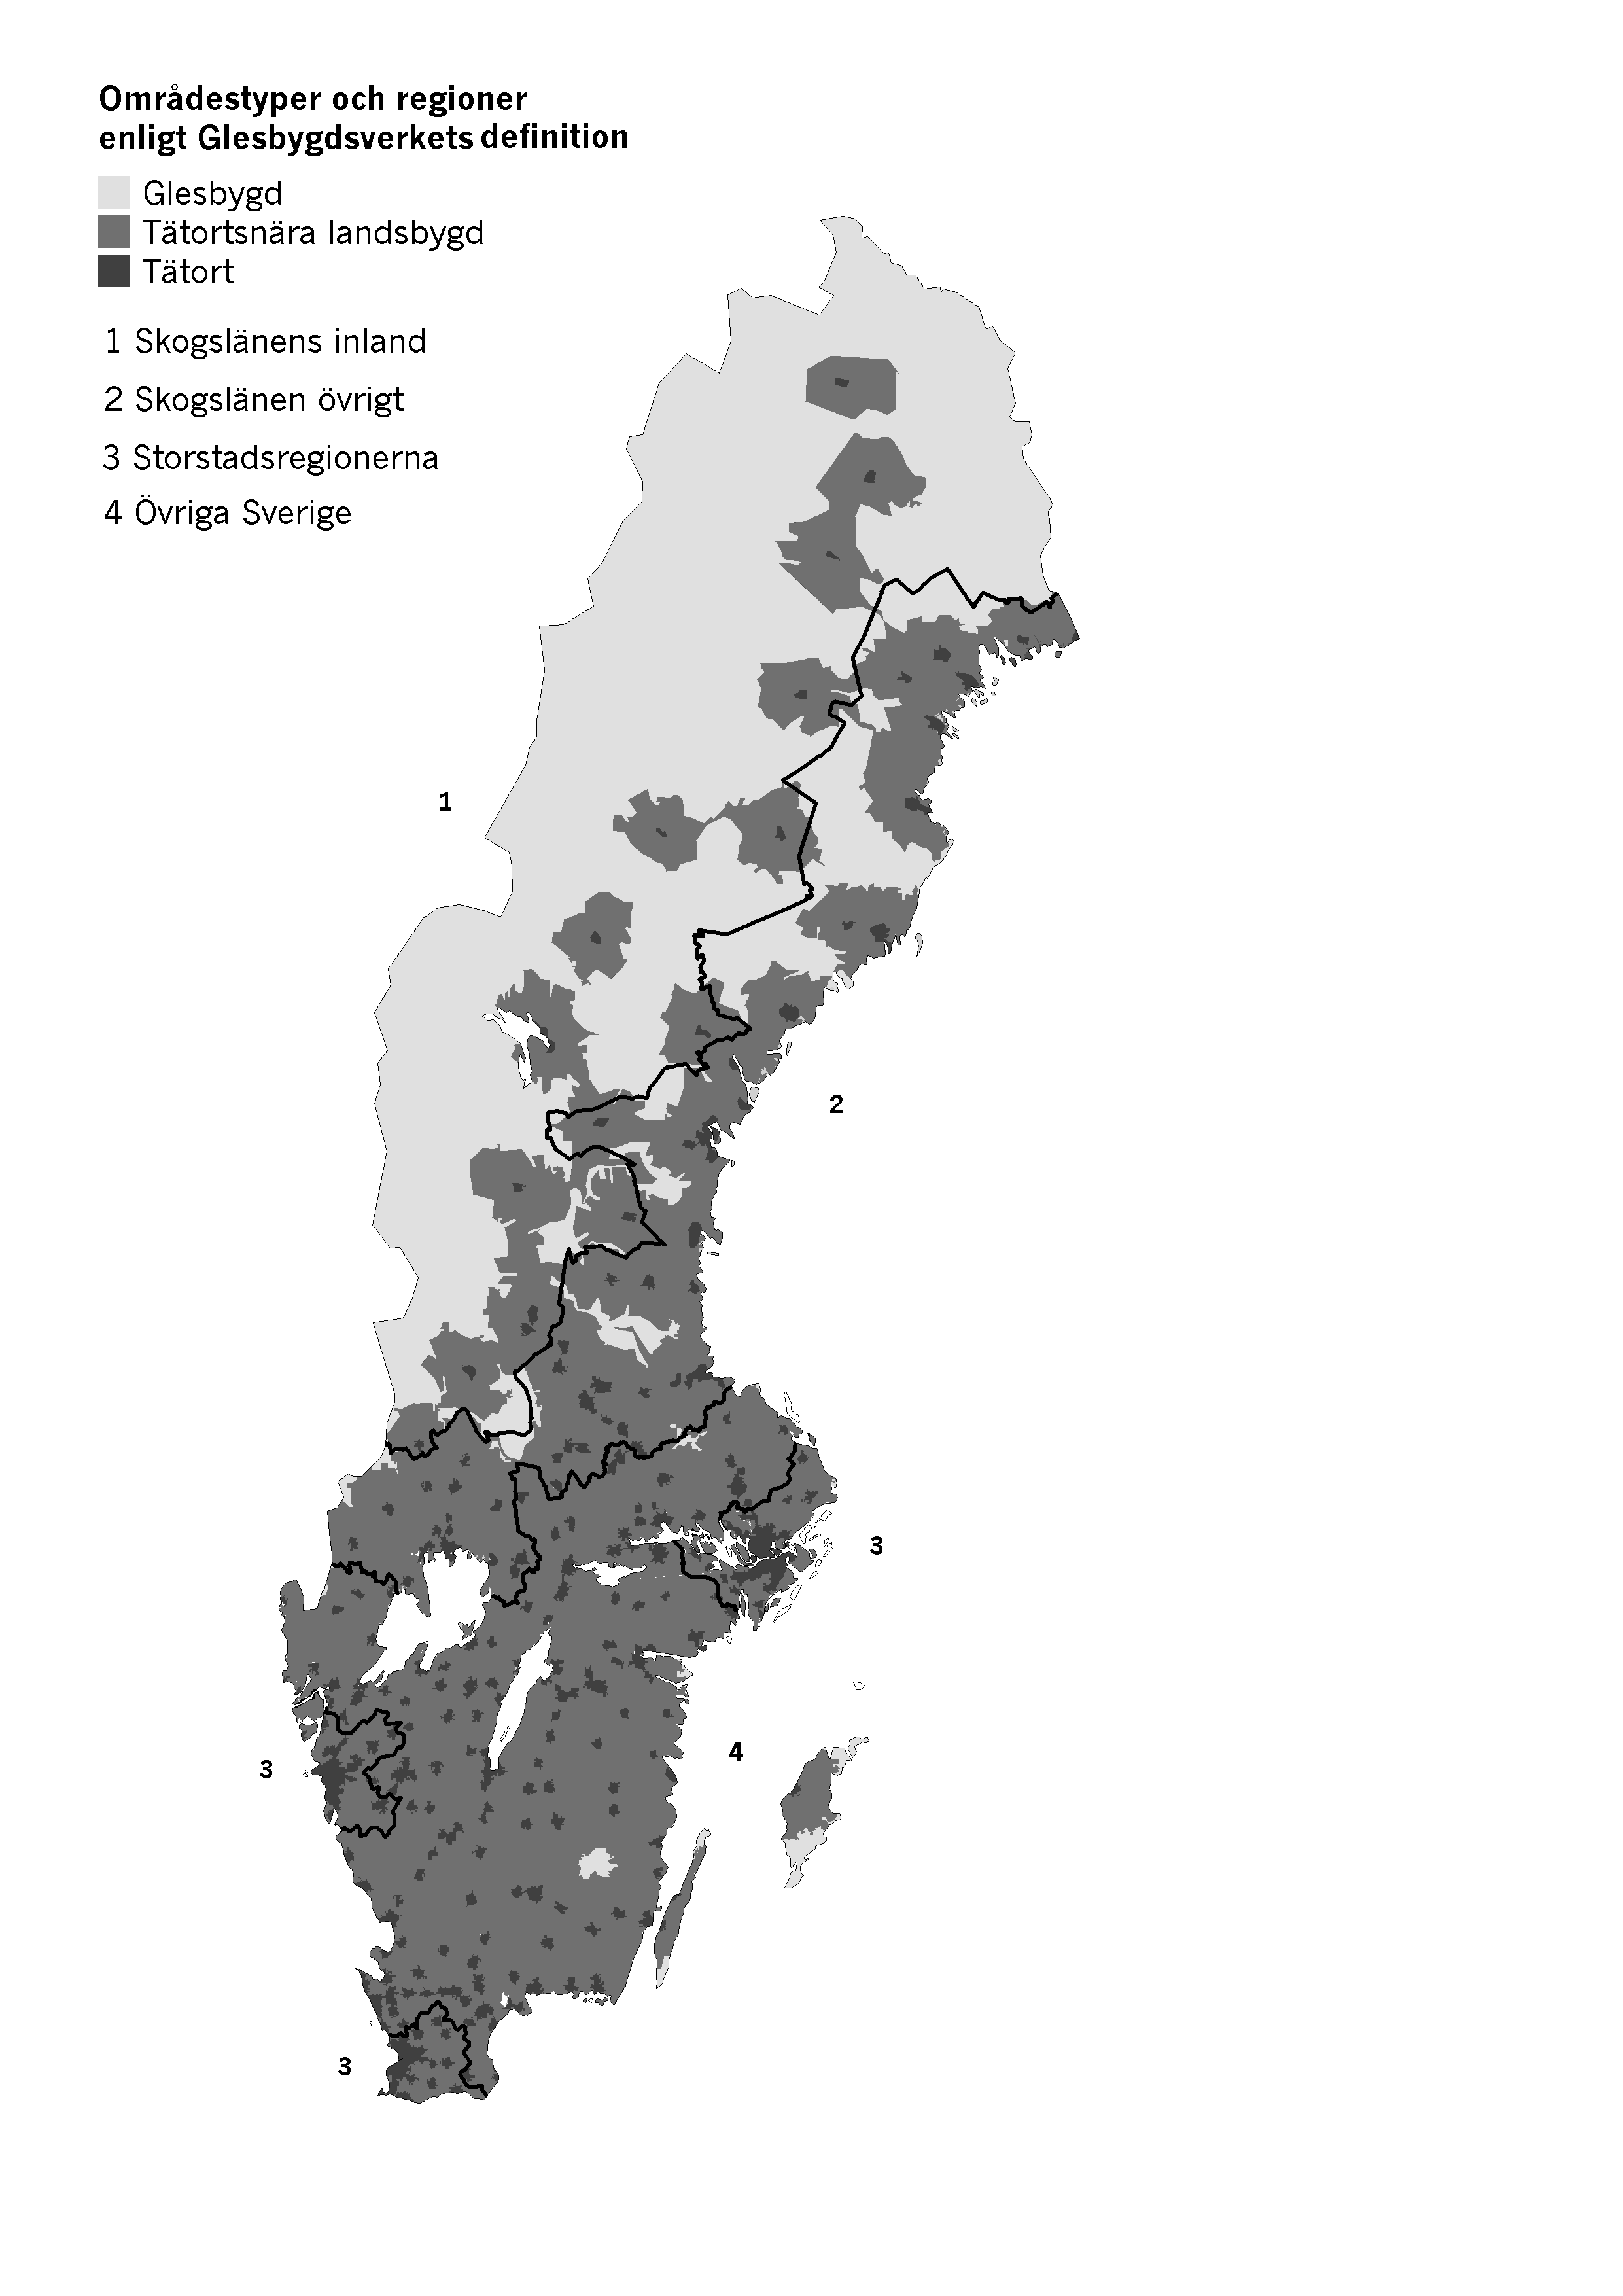 Områdestyper och regioner
enligt Glesbygdsverkets definition
Glesbygd
Tätortsnära landsbygd
Tätort
1 Skogslänens inland
2 Skogslänen övrigt
3 Storstadsregionerna
4 Övriga Sverige
1
2
3
4
3
3